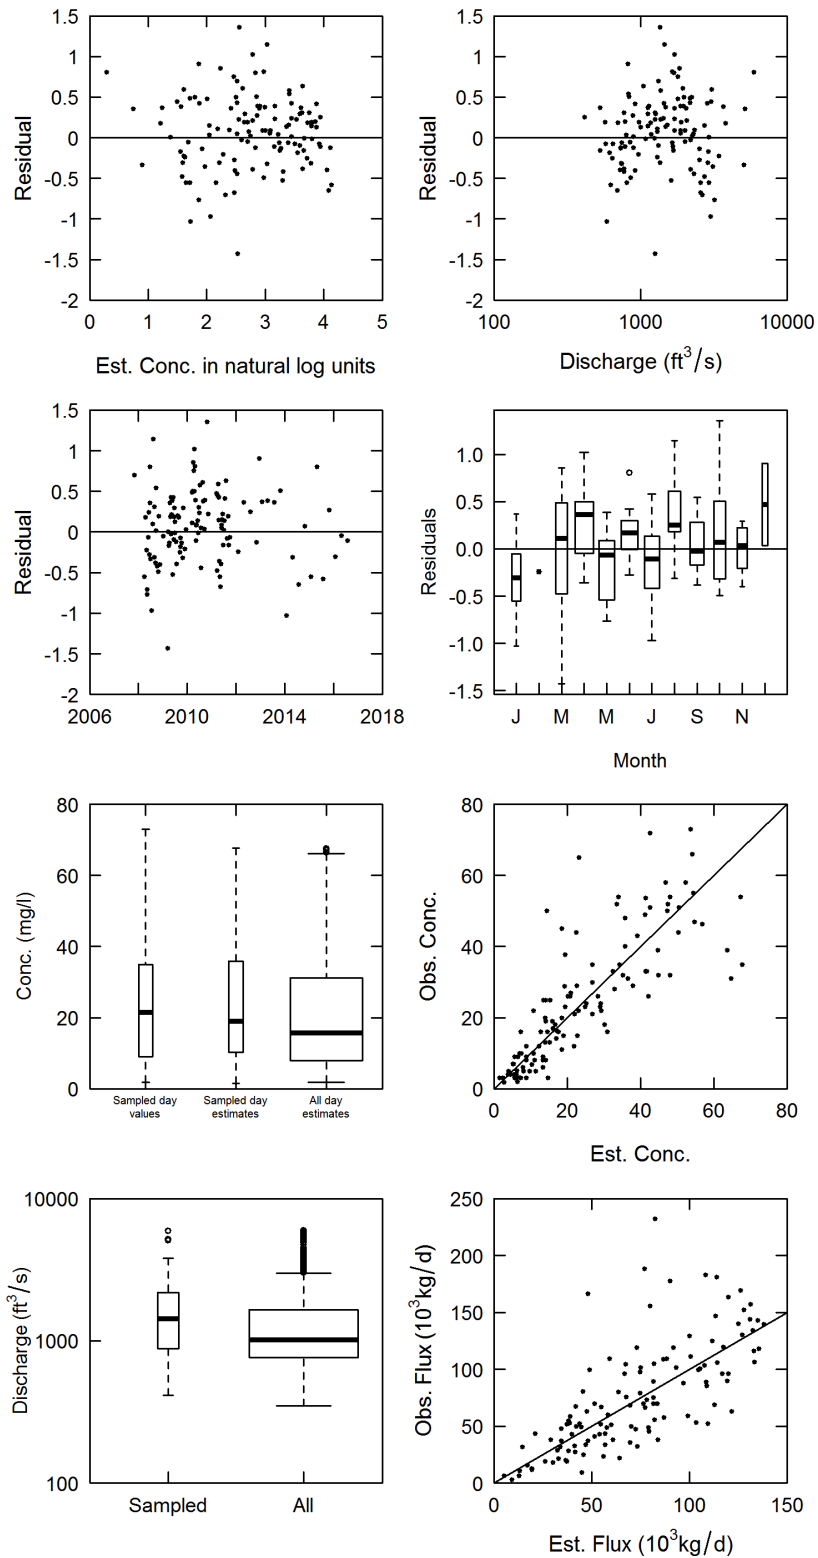 1.5
1
0.5
0
-0.5
-1
-1.5
-2
Residual
0 1 2 3 4 5
Est. Conc. in natural log units
1.5
1
0.5
0
-0.5
-1
-1.5
-2
Residual
100 1000 10000
Discharge (ft³/s)
1.5
1
0.5
0
-0.5
-1
-1.5
-2
Residual
2006 2010 2014 2018
1.0
0.5
0.0
-0.5
-1.0
-1.5
Residuals
J M M J S N
Month
80
60
40
20
0
Conc. (mg/l)
Sampled day values
Sampled day estimates
All day estimates
80
60
40
20
0
Obs. Conc.
0 20 40 60 80
Est. Conc.
10000
1000
100
Discharge (ft³/s)
Sampled All
250
200
150
100
50
0
Obs. Flux (10³kg/d)
0 50 100 150
Est. Flux (10³kg/d)